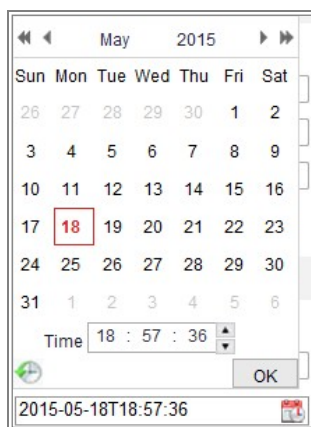 May 2015
Sun Mon Tue Wed Thu Fri Sat
26 27 28 29 30 1 2
3 4 5 6 7 8 9
10 11 12 13 14 15 16
17 18 19 20 21 22 23
24 25 26 27 28 29 30
31 1 2 3 4 5 6
Time 18 : 57 : 36
OK
2015-05-18T18:57:36